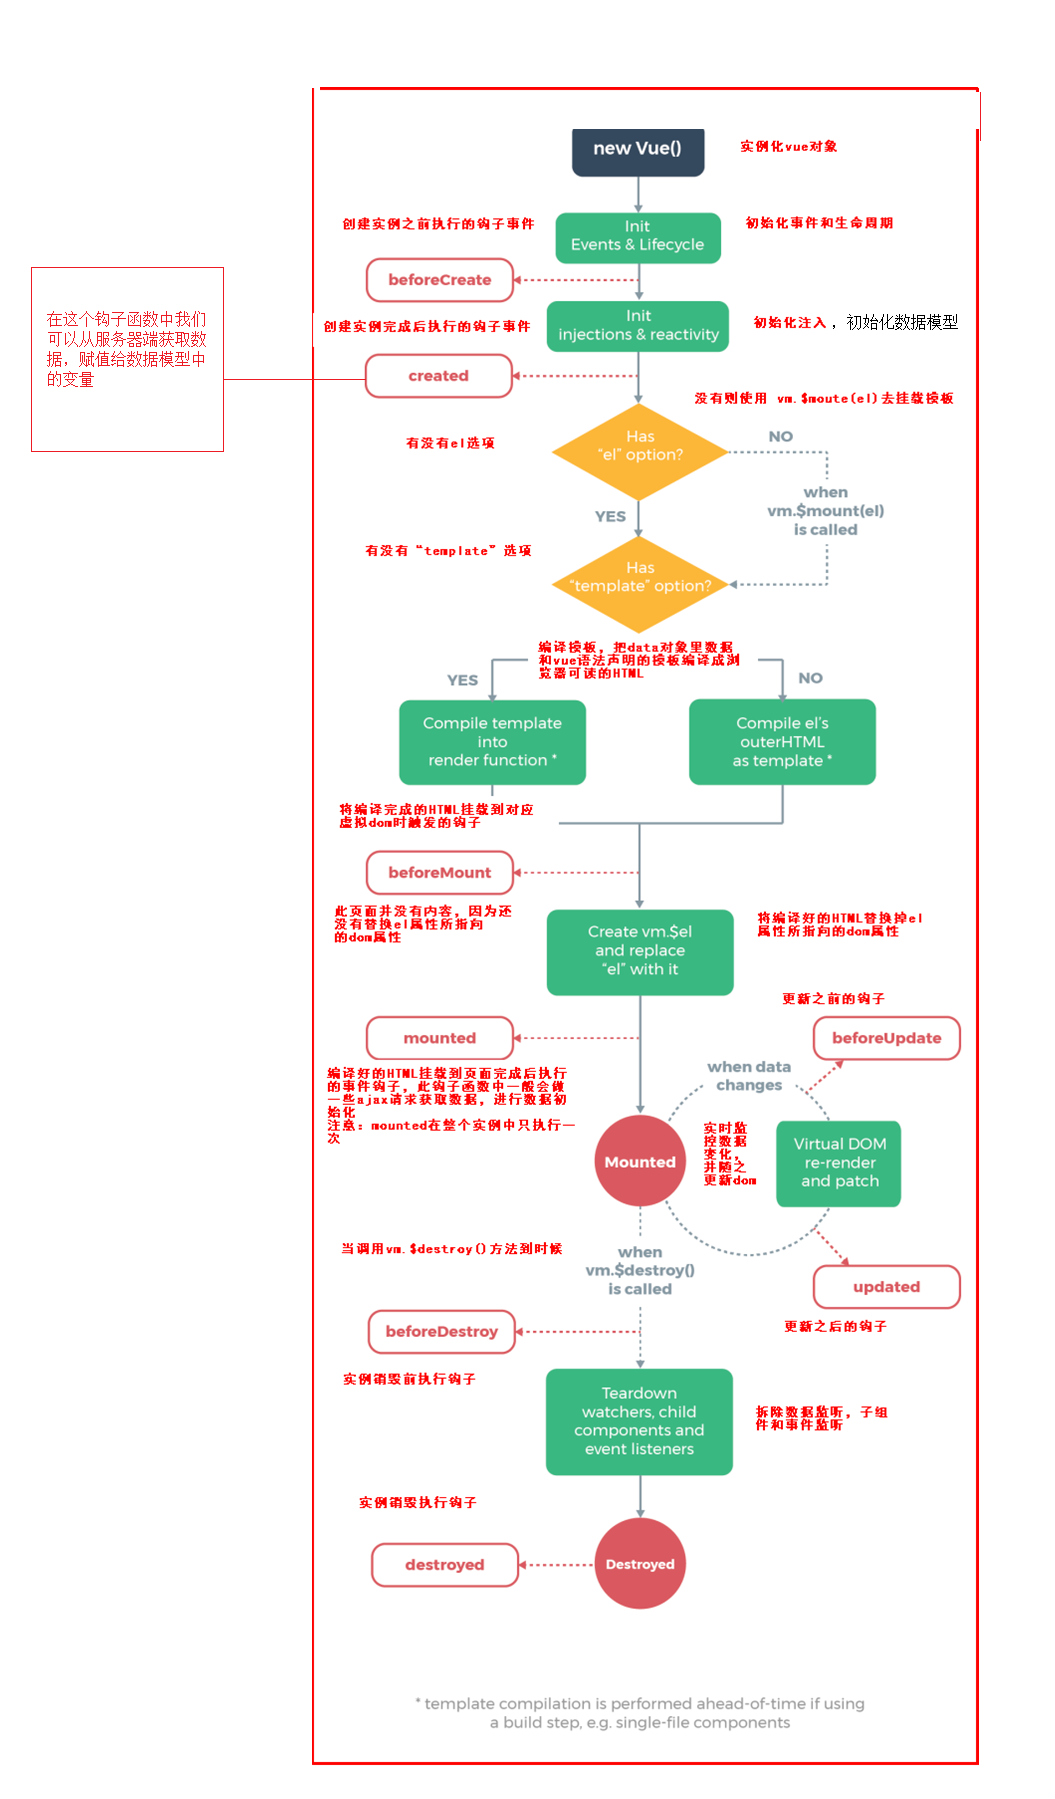 new Vue()
实例化vue对象
创建实例之前执行的钩子事件
Init
Events & Lifecycle
初始化事件和生命周期
beforeCreate
在这个钩子函数中我们
可以从服务器端获取数
据，赋值给数据模型中
的变量
创建实例完成后执行的钩子事件
Init
injections & reactivity
初始化注入，初始化数据模型
created
没有则使用 vm.$moute(el)去挂载模板
有没有el选项
Has
“el” option?
NO
when
vm.$mount(el)
is called
YES
有没有“template”选项
Has
“template” option?
编译模板，把data对象里数据
和vue语法声明的模板编译成浏
览器可读的HTML
YES
NO
Compile template
into
render function *
Compile el’s
outerHTML
as template *
将编译完成的HTML挂载到对应
虚拟dom时触发的钩子
beforeMount
此页面并没有内容，因为还
没有替换el属性所指向
的dom属性
Create vm.$el
and replace
“el” with it
将编译好的HTML替换掉el
属性所指向的dom属性
更新之前的钩子
mounted
beforeUpdate
编译好的HTML挂载到页面完成后执行
的事件钩子，此钩子函数中一般会做
一些ajax请求获取数据，进行数据初
始化
注意：mounted在整个实例中只执行一
次
when data
changes
Mounted
实时监
控数据
变化，
并随之
更新dom
Virtual DOM
re-render
and patch
当调用vm.$destroy()方法到时候
when
vm.$destroy()
is called
updated
更新之后的钩子
beforeDestroy
实例销毁前执行钩子
Teardown
watchers, child
components and
event listeners
拆除数据监听，子组
件和事件监听
实例销毁执行钩子
destroyed
Destroyed
* template compilation is performed ahead-of-time if using
a build step, e.g. single-file components